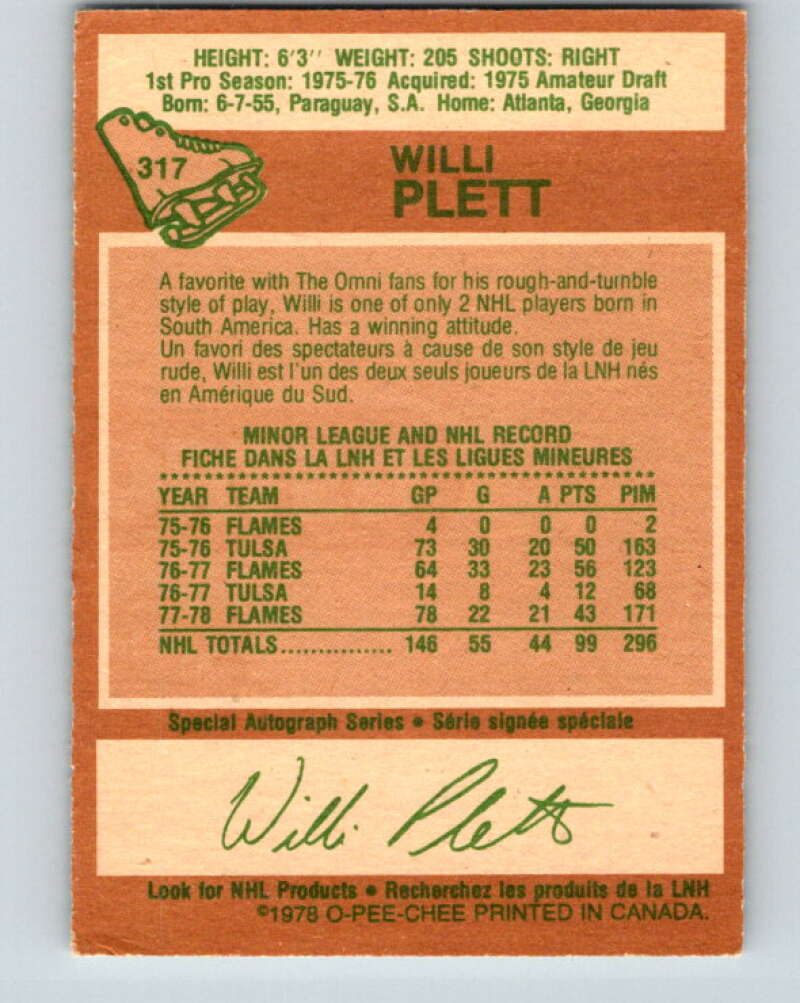 HEIGHT: 6'3'' WEIGHT: 205 SHOOTS: RIGHT
1st Pro Season: 1975-76 Acquired: 1975 Amateur Draft
Born: 6-7-55, Paraguay, S.A. Home: Atlanta, Georgia
317
WILLI
PLETT
A favorite with The Omni fans for his rough-and-tumble
style of play, Willi is one of only 2 NHL players born in
South America. Has a winning attitude.
Un favori des spectateurs à cause de son style de jeu
rude, Willi est l'un des deux seuls joueurs de la LNH nés
en Amérique du Sud.
MINOR LEAGUE AND NHL RECORD
FICHE DANS LA LNH ET LES LIGUES MINEURES
YEAR TEAM GP G A PTS PIM
75-76 FLAMES 4 0 0 0 2
75-76 TULSA 73 30 20 50 163
76-77 FLAMES 64 33 23 56 123
76-77 TULSA 14 8 4 12 68
77-78 FLAMES 78 22 21 43 171
NHL TOTALS............... 146 55 44 99 296
Special Autograph Series • Série signée spéciale
Willi Plett
Look for NHL Products • Recherchez les produits de la LNH
©1978 O-PEE-CHEE PRINTED IN CANADA.